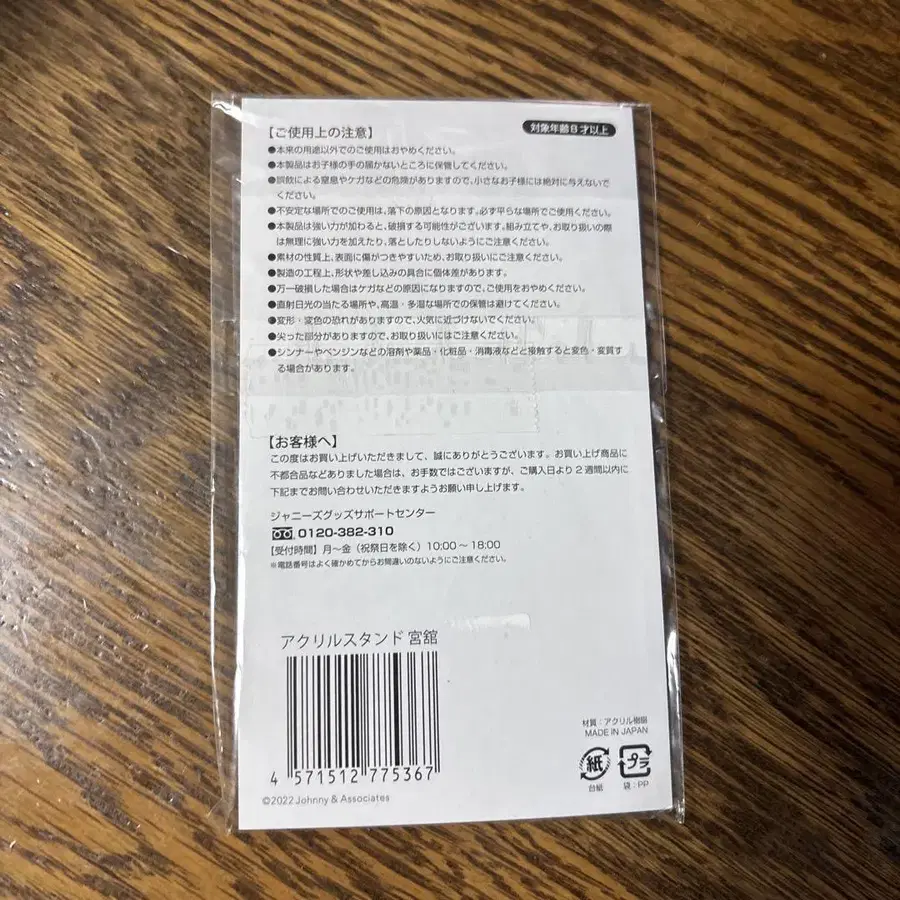 【ご使用上の注意】
対象年齢8才以上
●本来の用途以外でのご使用はおやめください。
●本製品はお子様の手の届かないところに保管してください。
●誤飲による窒息やケガなどの危険がありますので、小さなお子様には絶対に与えないで
ください。
●不安定な場所でのご使用は、落下の原因となります。必ず平らな場所でご使用ください。
●本製品は強い力が加わると、破損する可能性がございます。組み立てや、お取り扱いの際
は無理に強い力を加えたり、落としたりしないようにご注意ください。
●素材の性質上、表面に傷がつきやすいため、お取り扱いにご注意ください。
●製造の工程上、形状や差し込みの具合に個体差があります。
●万一破損した場合はケガなどの原因になりますので、ご使用をおやめください。
●直射日光の当たる場所や、高温・多湿な場所での保管は避けてください。
●変形・変色の恐れがありますので、火気に近づけないでください。
●尖った部分がありますので、お取り扱いにはご注意ください。
●シンナーやベンジンなどの溶剤や薬品・化粧品・消毒液などと接触すると変色・変質す
る場合があります。
【お客様へ】
この度はお買い上げいただきまして、誠にありがとうございます。お買い上げ商品に
不都合品などありました場合は、お手数ではございますが、ご購入日より2週間以内に
下記までお問い合わせいただきますようお願い申し上げます。
ジャニーズグッズサポートセンター
0120-382-310
【受付時間】月〜金(祝祭日を除く)10:00〜18:00
※電話番号はよく確かめてからお間違いのないようにご注意ください。
アクリルスタンド 宮舘
4 571512 775367
©2022 Johnny & Associates
材質:アクリル樹脂
MADE IN JAPAN
紙
プラ
台紙
袋:PP